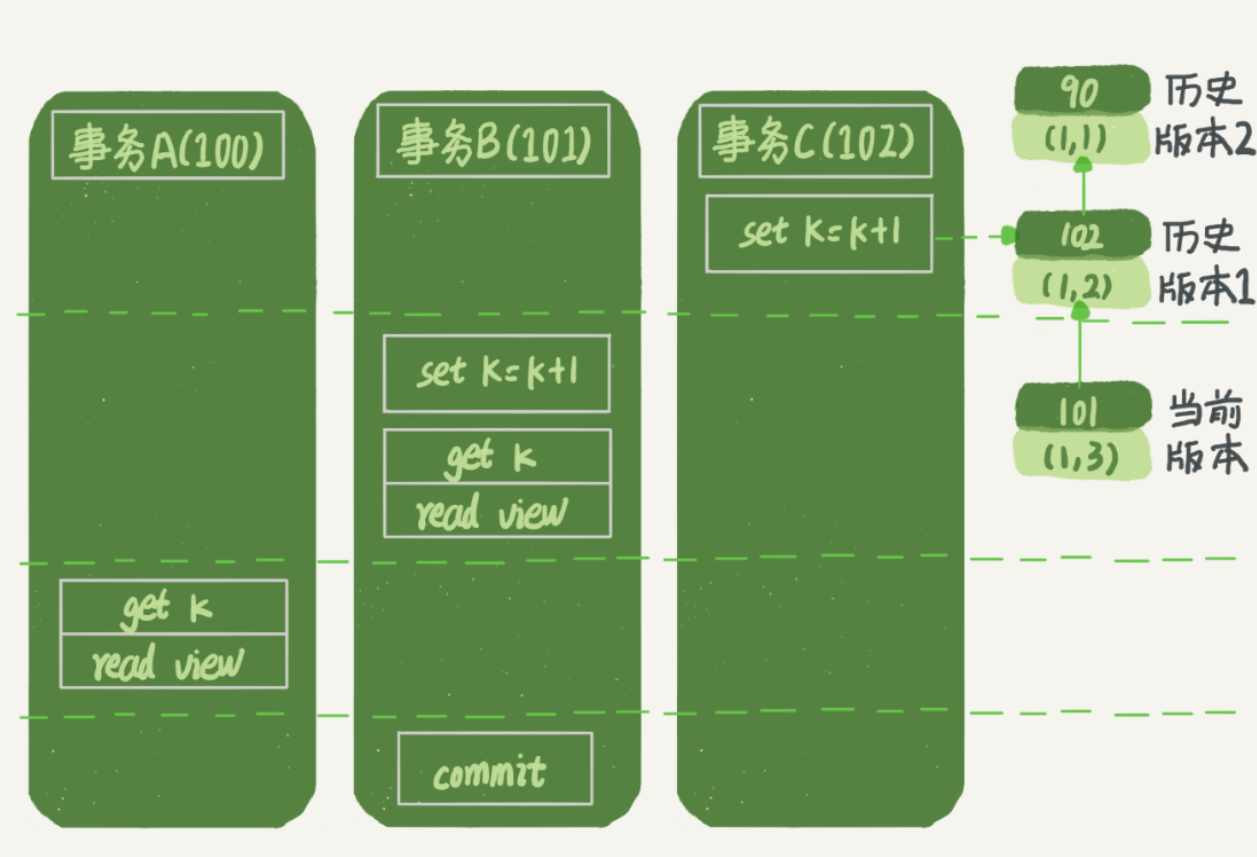 事务A(100)
get k
read view
事务B(101)
set k=k+1
get k
read view
commit
事务C(102)
set k=k+1
90
(1,1)
历史
版本2
102
(1,2)
历史
版本1
101
(1,3)
当前
版本